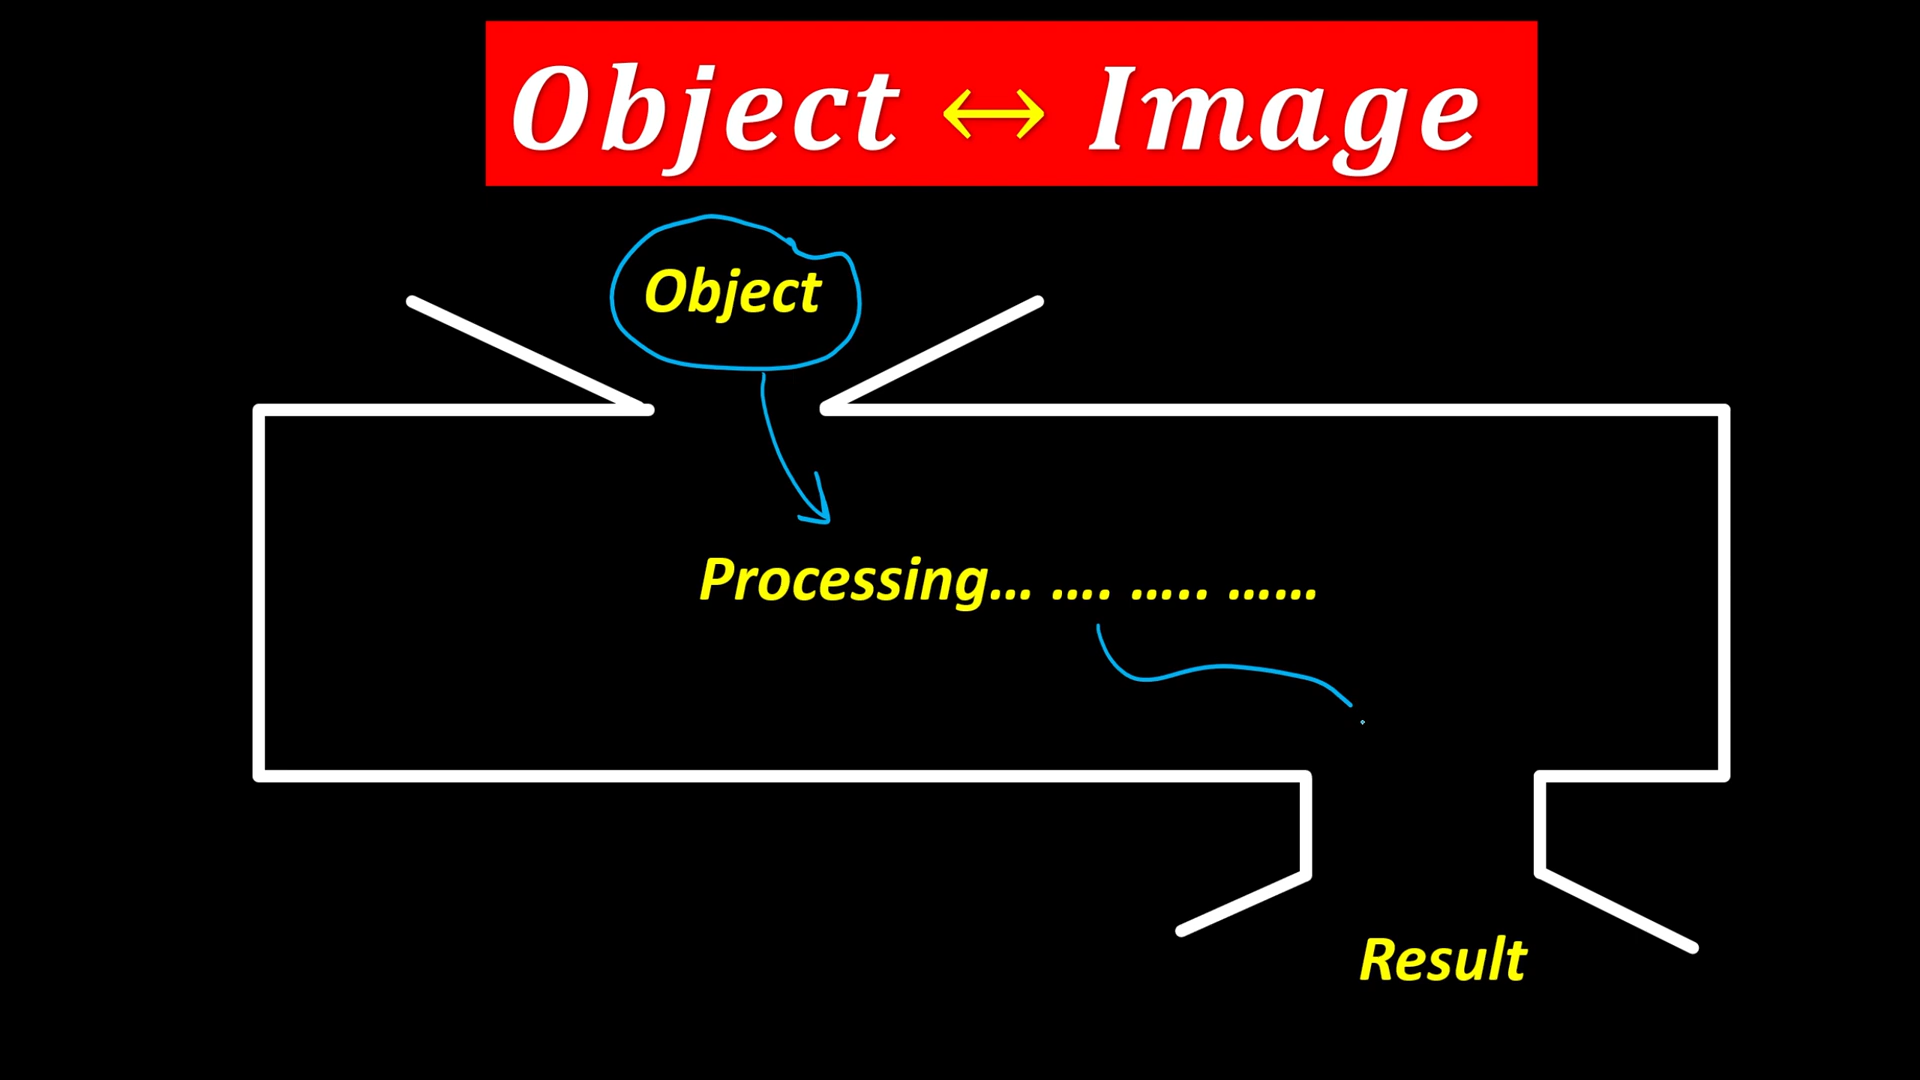 Object ↔ Image
Object
Processing... .... ..... ......
Result